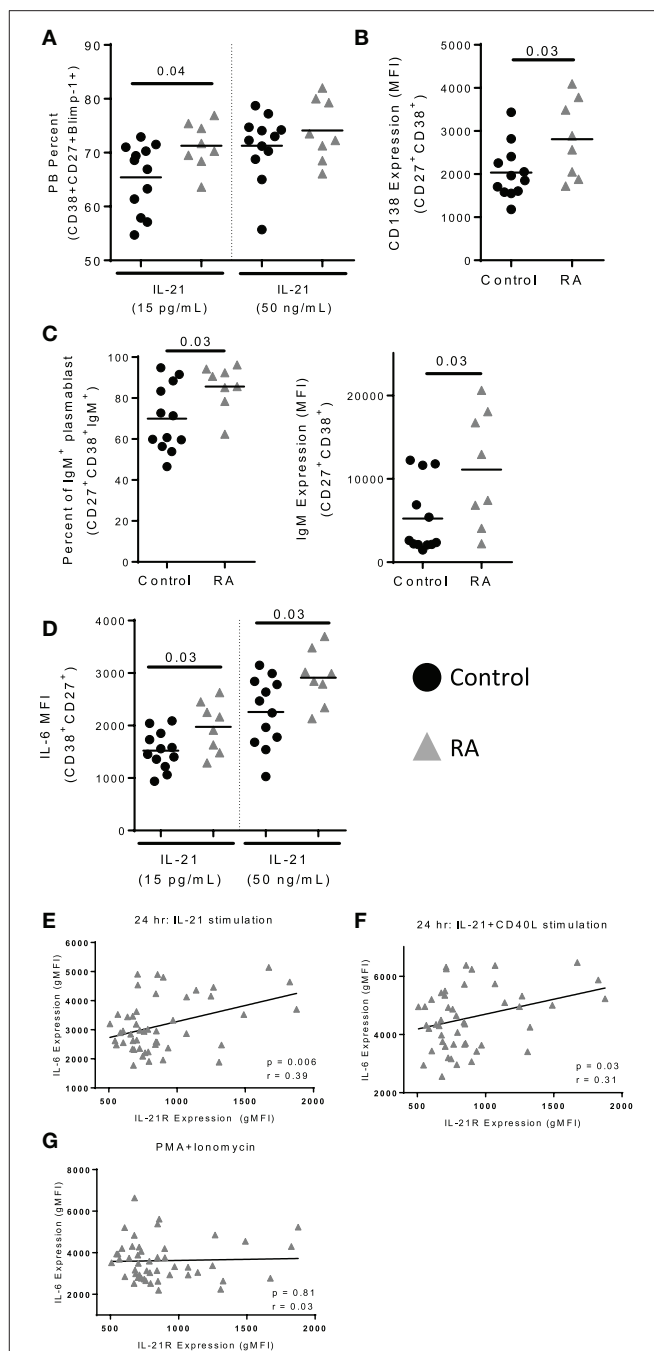 A
PB Percent
(CD38+CD27+Blimp-1+)
90
80
70
60
50
0.04
IL-21
(15 pg/mL)
IL-21
(50 ng/mL)
B
CD138 Expression (MFI)
(CD27+CD38+)
5000
4000
3000
2000
1000
0
0.03
Control
RA
C
Percent of IgM+ plasmablast
(CD27+CD38+IgM+)
100
80
60
40
20
0
0.03
Control
RA
IgM Expression (MFI)
(CD27+CD38+)
20000
10000
0
0.03
Control
RA
D
IL-6 MFI
(CD38+CD27+)
4000
3000
2000
1000
0
0.03
0.03
IL-21
(15 pg/mL)
IL-21
(50 ng/mL)
Control
RA
E
24 hr: IL-21 stimulation
IL-6 Expression (gMFI)
6000
5000
4000
3000
2000
1000
p = 0.006
r = 0.39
500
1000
1500
2000
IL-21R Expression (gMFI)
F
24 hr: IL-21+CD40L stimulation
IL-6 Expression (gMFI)
6000
4000
2000
p = 0.03
r = 0.31
500
1000
1500
2000
IL-21R Expression (gMFI)
G
PMA+Ionomycin
IL-6 Expression (gMFI)
8000
6000
4000
2000
0
p = 0.81
r = 0.03
500
1000
1500
2000
IL-21R Expression (gMFI)